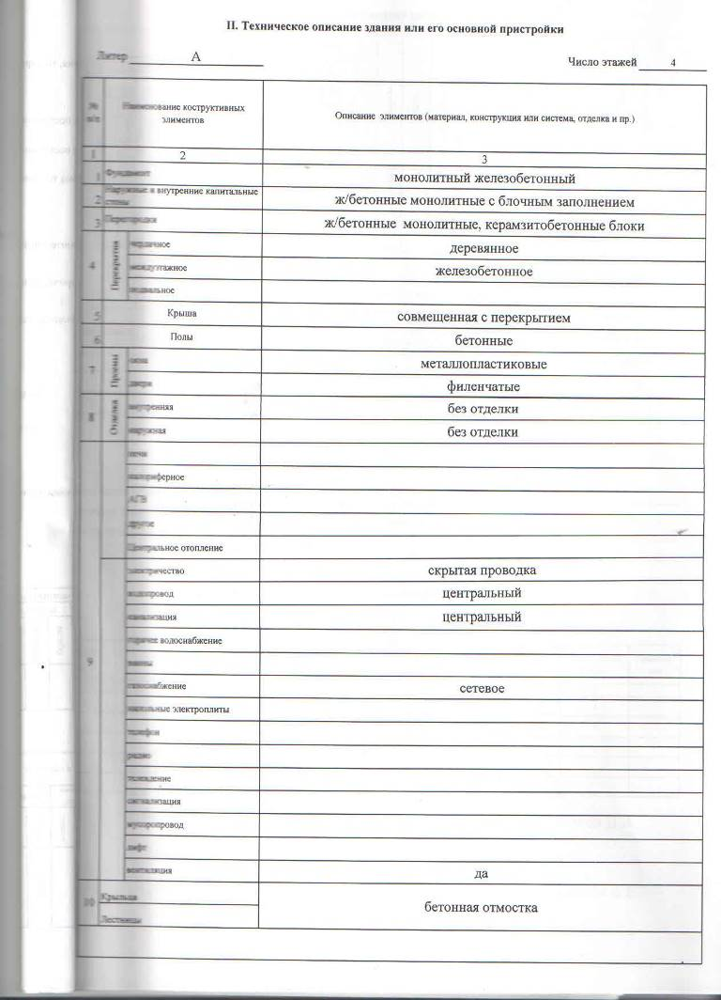 II. Техническое описание здания или его основной пристройки
Литер А
Число этажей 4
№ п/п
Наименование коструктивных элиментов
Описание элиментов (материал, конструкция или система, отделка и пр.)
1 2 3
1 Фундамент монолитный железобетонный
2 Наружные и внутренние капитальные стены ж/бетонные монолитные с блочным заполнением
3 Перегородки ж/бетонные монолитные, керамзитобетонные блоки
4 Перекрытия чердачное деревянное
междуэтажное железобетонное
подвальное
5 Крыша совмещенная с перекрытием
6 Полы бетонные
7 Проемы окна металлопластиковые
двери филенчатые
8 Отделка внутренняя без отделки
наружная без отделки
9
печи
калориферное
АГВ
другое
Центральное отопление
электричество скрытая проводка
водопровод центральный
канализация центральный
горячее водоснабжение
ванны
газоснабжение сетевое
напольные электроплиты
телефон
радио
телевидение
сигнализация
мусоропровод
лифт
вентиляция да
10 Крыльца бетонная отмостка
Лестницы